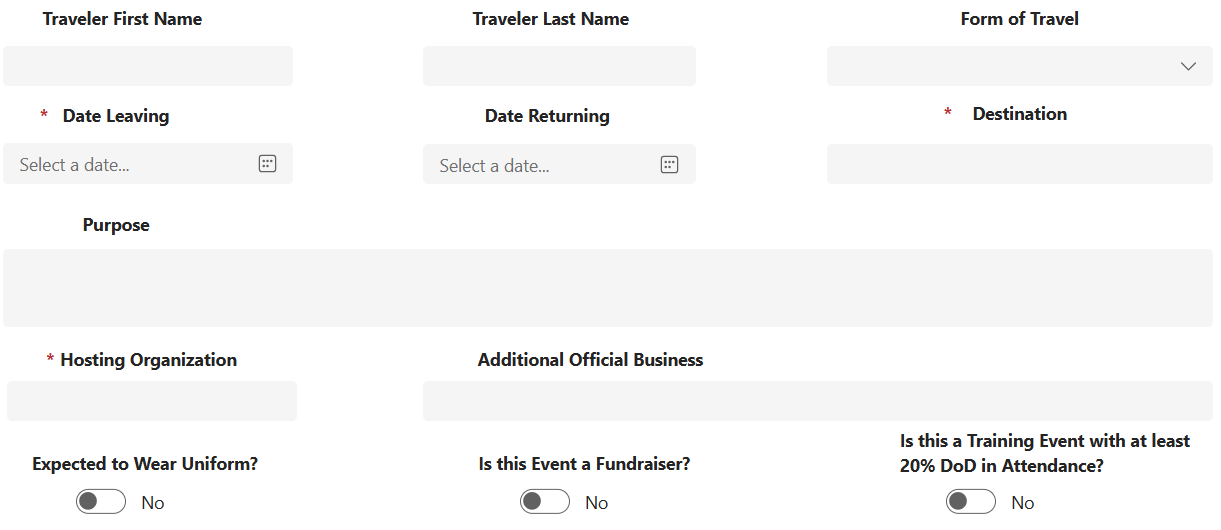 Traveler First Name
Traveler Last Name
Form of Travel
* Date Leaving
Date Returning
* Destination
Select a date...
Select a date...
Purpose
* Hosting Organization
Additional Official Business
Expected to Wear Uniform?
Is this Event a Fundraiser?
Is this a Training Event with at least
20% DoD in Attendance?
No
No
No